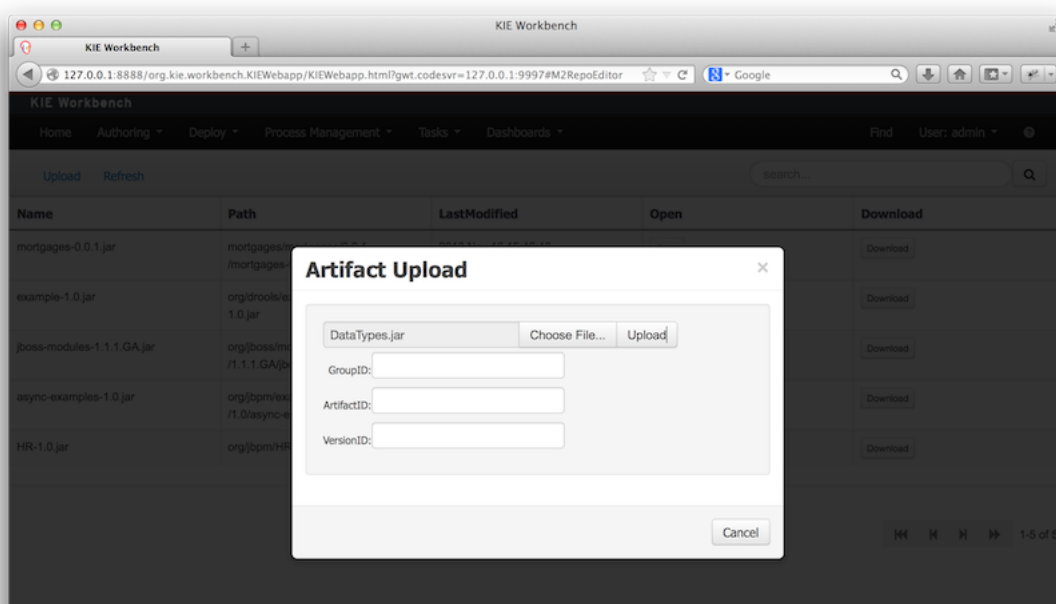 KIE Workbench
KIE Workbench
127.0.0.1:8888/org.kie.workbench.KIEWebapp/KIEWebapp.html?gwt.codesvr=127.0.0.1:9997#M2RepoEditor
Google
KIE Workbench
Home Authoring Deploy Process Management Tasks Dashboards Find User: admin
Upload Refresh search...
Name Path LastModified Open Download
mortgages-0.0.1.jar Download
/mortgages-
example-1.0.jar org/drools/e Download
1.0.jar
jboss-modules-1.1.1.GA.jar org/jboss/mo Download
/1.1.1.GA/jb
async-examples-1.0.jar org/jbpm/ex Download
/1.0/async-e
HR-1.0.jar org/jbpm/HR Download
1-5 of
Artifact Upload
DataTypes.jar Choose File... Upload
GroupID:
ArtifactID:
VersionID:
Cancel